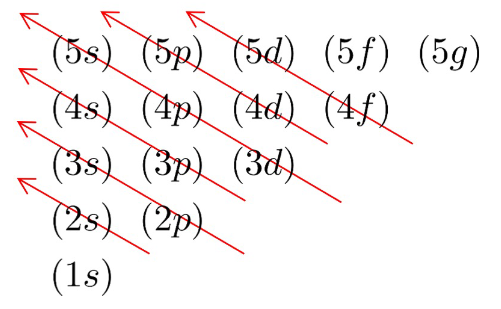 (5s) (5p) (5d) (5f) (5g)
(4s) (4p) (4d) (4f)
(3s) (3p) (3d)
(2s) (2p)
(1s)